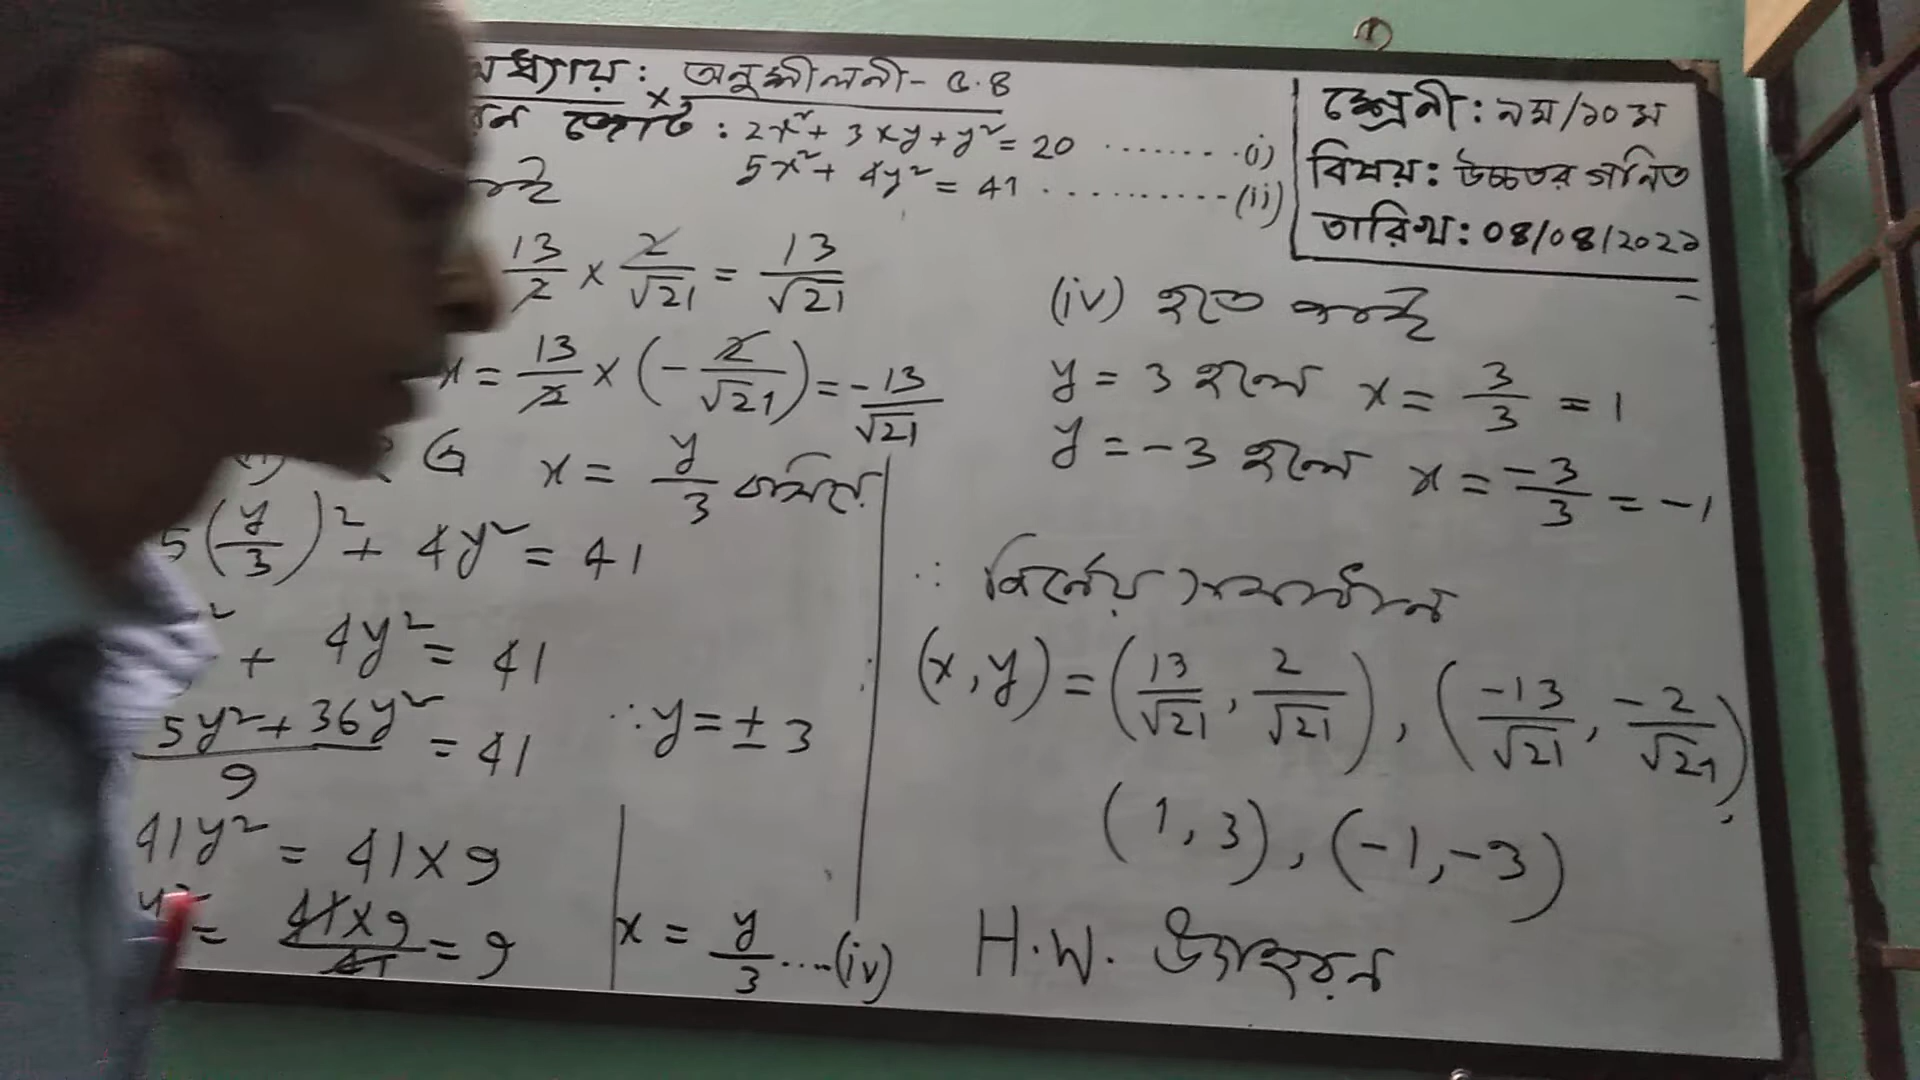 ধ্যায়: অনুশীলনী - ৫.৪
জোট : 2x² + 3xy + y² = 20 ........(i)
5x² + 4y² = 41 ...........(ii)
13/2 × 2/√21 = 13/√21
x = 13/2 × (- 2/√21) = -13/√21
x = y/3 বসিয়ে
5(y/3)² + 4y² = 41
+ 4y² = 41
(5y² + 36y²)/9 = 41
∴ y = ± 3
41y² = 41×9
y² = (41×9)/41 = 9
x = y/3 ....(iv)
শ্রেনী: ৯ম/১০ম
বিষয়: উচ্চতর গনিত
তারিখ: 08/08/202১
(iv) হতে পাই
y = 3 হলে x = 3/3 = 1
y = -3 হলে x = -3/3 = -1
∴ নির্নেয় সমাধান
(x, y) = (13/√21, 2/√21), (-13/√21, -2/√21),
(1, 3), (-1, -3)
H.W. উদাহরন